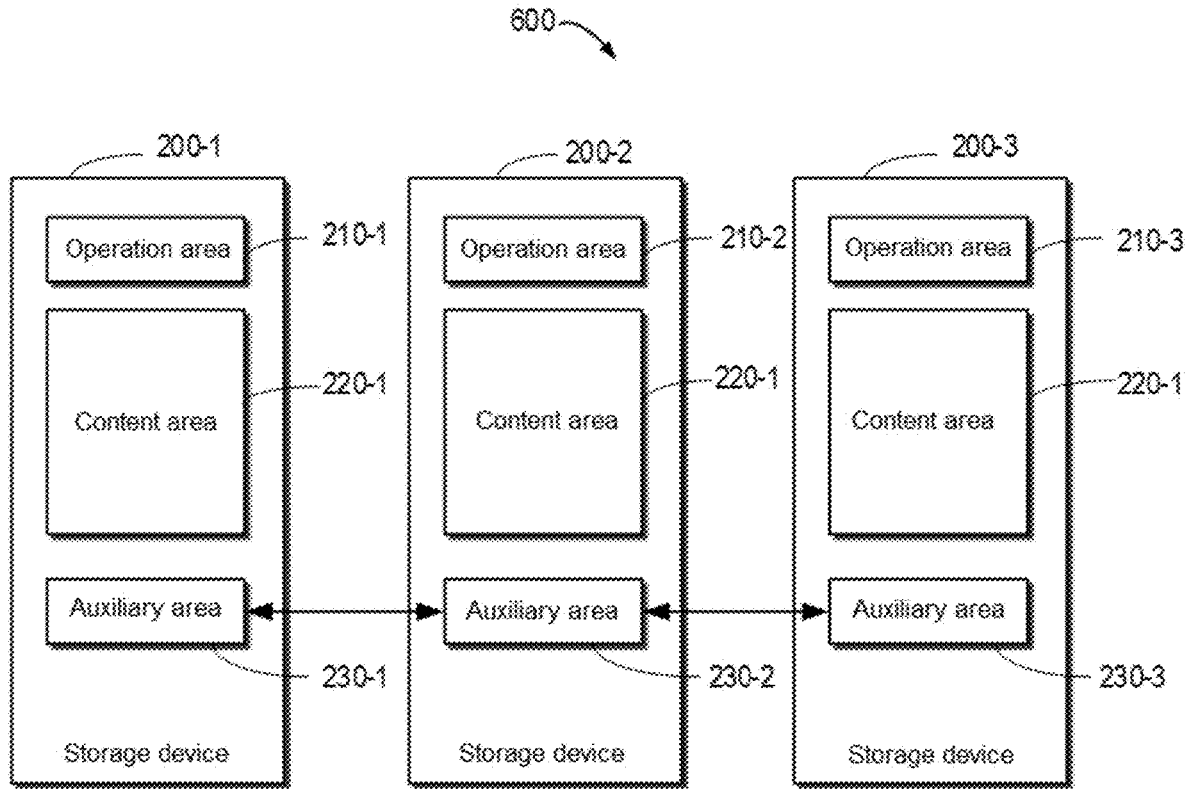 600
200-1
200-2
200-3
Operation area
210-1
Operation area
210-2
Operation area
210-3
Content area
220-1
Content area
220-1
Content area
220-1
Auxiliary area
230-1
Auxiliary area
230-2
Auxiliary area
230-3
Storage device
Storage device
Storage device